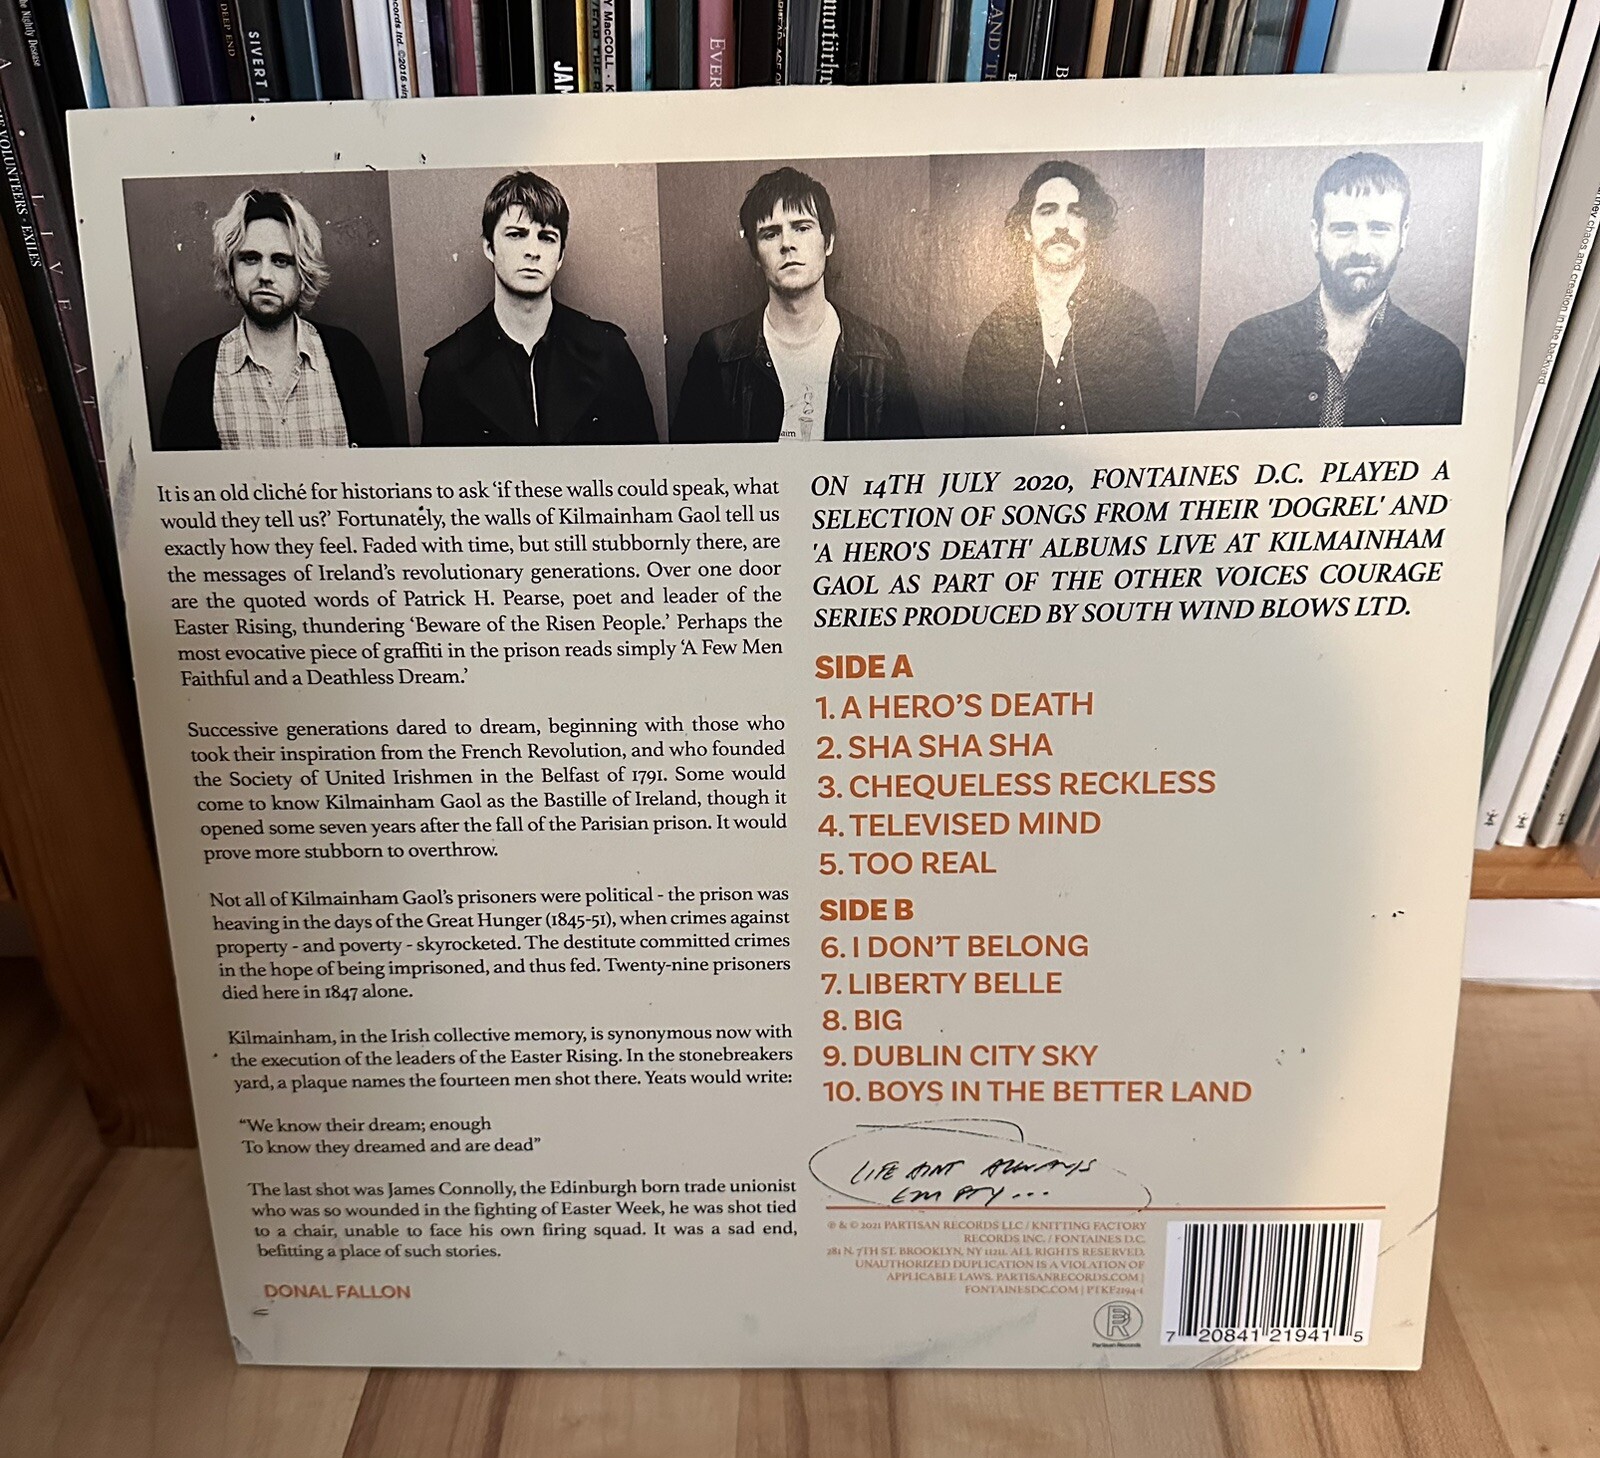 DEEP END
SIVERT
EVER
VOLUNTEERS · EXILES
LIVE AT
they chaos and creation in the backyard
It is an old cliché for historians to ask ‘if these walls could speak, what
would they tell us?’ Fortunately, the walls of Kilmainham Gaol tell us
exactly how they feel. Faded with time, but still stubbornly there, are
the messages of Ireland’s revolutionary generations. Over one door
are the quoted words of Patrick H. Pearse, poet and leader of the
Easter Rising, thundering ‘Beware of the Risen People.’ Perhaps the
most evocative piece of graffiti in the prison reads simply ‘A Few Men
Faithful and a Deathless Dream.’
Successive generations dared to dream, beginning with those who
took their inspiration from the French Revolution, and who founded
the Society of United Irishmen in the Belfast of 1791. Some would
come to know Kilmainham Gaol as the Bastille of Ireland, though it
opened some seven years after the fall of the Parisian prison. It would
prove more stubborn to overthrow.
Not all of Kilmainham Gaol’s prisoners were political - the prison was
heaving in the days of the Great Hunger (1845-51), when crimes against
property - and poverty - skyrocketed. The destitute committed crimes
in the hope of being imprisoned, and thus fed. Twenty-nine prisoners
died here in 1847 alone.
Kilmainham, in the Irish collective memory, is synonymous now with
the execution of the leaders of the Easter Rising. In the stonebreakers
yard, a plaque names the fourteen men shot there. Yeats would write:
“We know their dream; enough
To know they dreamed and are dead”
The last shot was James Connolly, the Edinburgh born trade unionist
who was so wounded in the fighting of Easter Week, he was shot tied
to a chair, unable to face his own firing squad. It was a sad end,
befitting a place of such stories.
DONAL FALLON
ON 14TH JULY 2020, FONTAINES D.C. PLAYED A
SELECTION OF SONGS FROM THEIR 'DOGREL' AND
'A HERO'S DEATH' ALBUMS LIVE AT KILMAINHAM
GAOL AS PART OF THE OTHER VOICES COURAGE
SERIES PRODUCED BY SOUTH WIND BLOWS LTD.
SIDE A
1. A HERO’S DEATH
2. SHA SHA SHA
3. CHEQUELESS RECKLESS
4. TELEVISED MIND
5. TOO REAL
SIDE B
6. I DON’T BELONG
7. LIBERTY BELLE
8. BIG
9. DUBLIN CITY SKY
10. BOYS IN THE BETTER LAND
LIFE AINT ALWAYS
EMPTY...
℗ & © 2021 PARTISAN RECORDS LLC / KNITTING FACTORY
RECORDS INC. / FONTAINES D.C.
281 N. 7TH ST. BROOKLYN, NY 11211. ALL RIGHTS RESERVED.
UNAUTHORIZED DUPLICATION IS A VIOLATION OF
APPLICABLE LAWS. PARTISANRECORDS.COM |
FONTAINESDC.COM | PTKF2194-1
Partisan Records
7 20841 21941 5